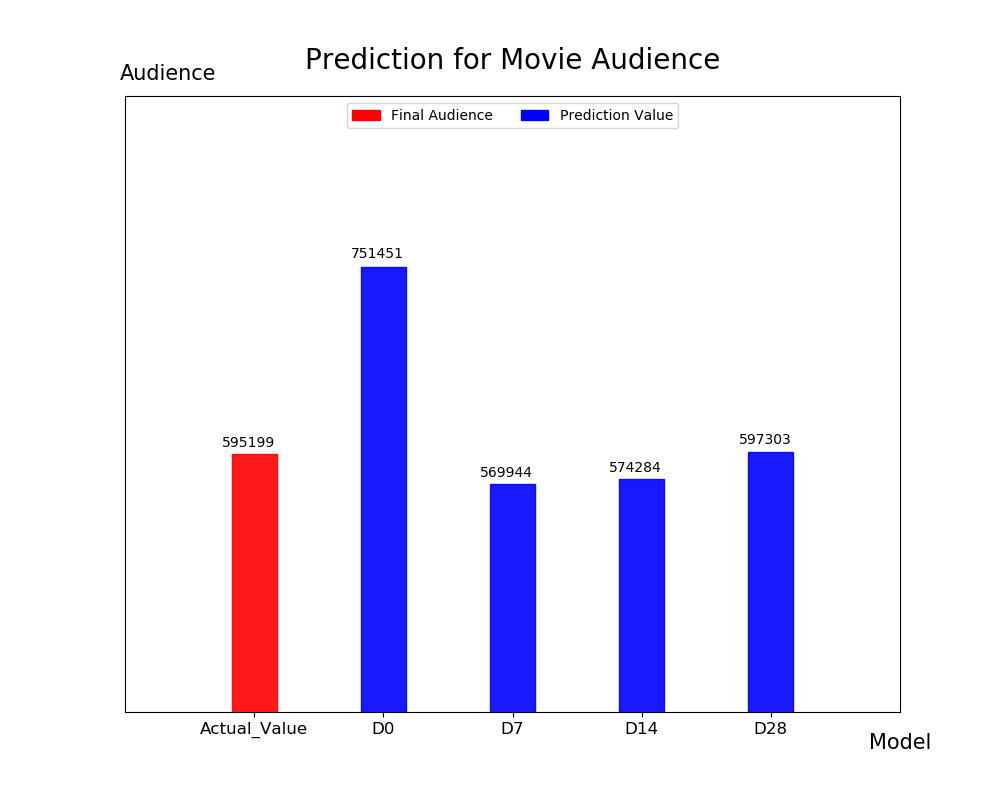 Prediction for Movie Audience
Audience
Final Audience Prediction Value
751451
595199
569944
574284
597303
Actual_Value D0 D7 D14 D28
Model